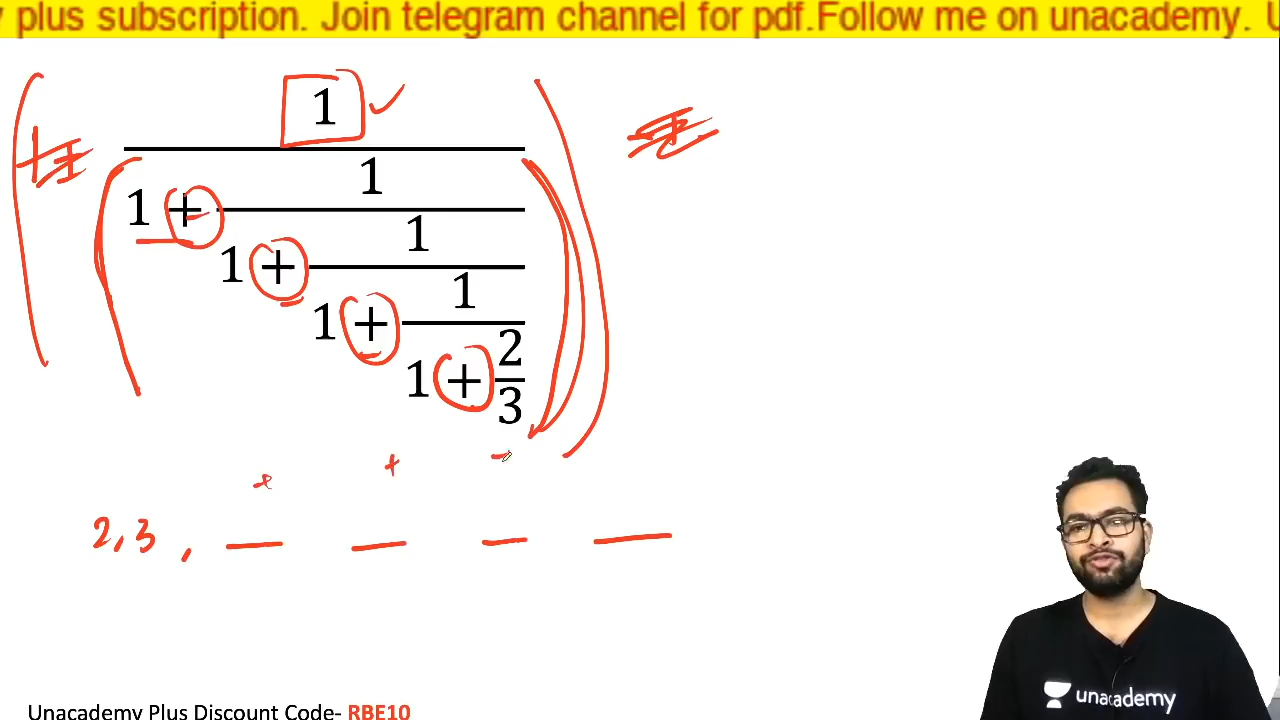 y plus subscription. Join telegram channel for pdf.Follow me on unacademy. U
1
1
1 +
1
1 +
1
1 +
2
1 +
3
+ + -
2, 3 , _ _ _ _
unacademy
Unacademy Plus Discount Code- RBE10